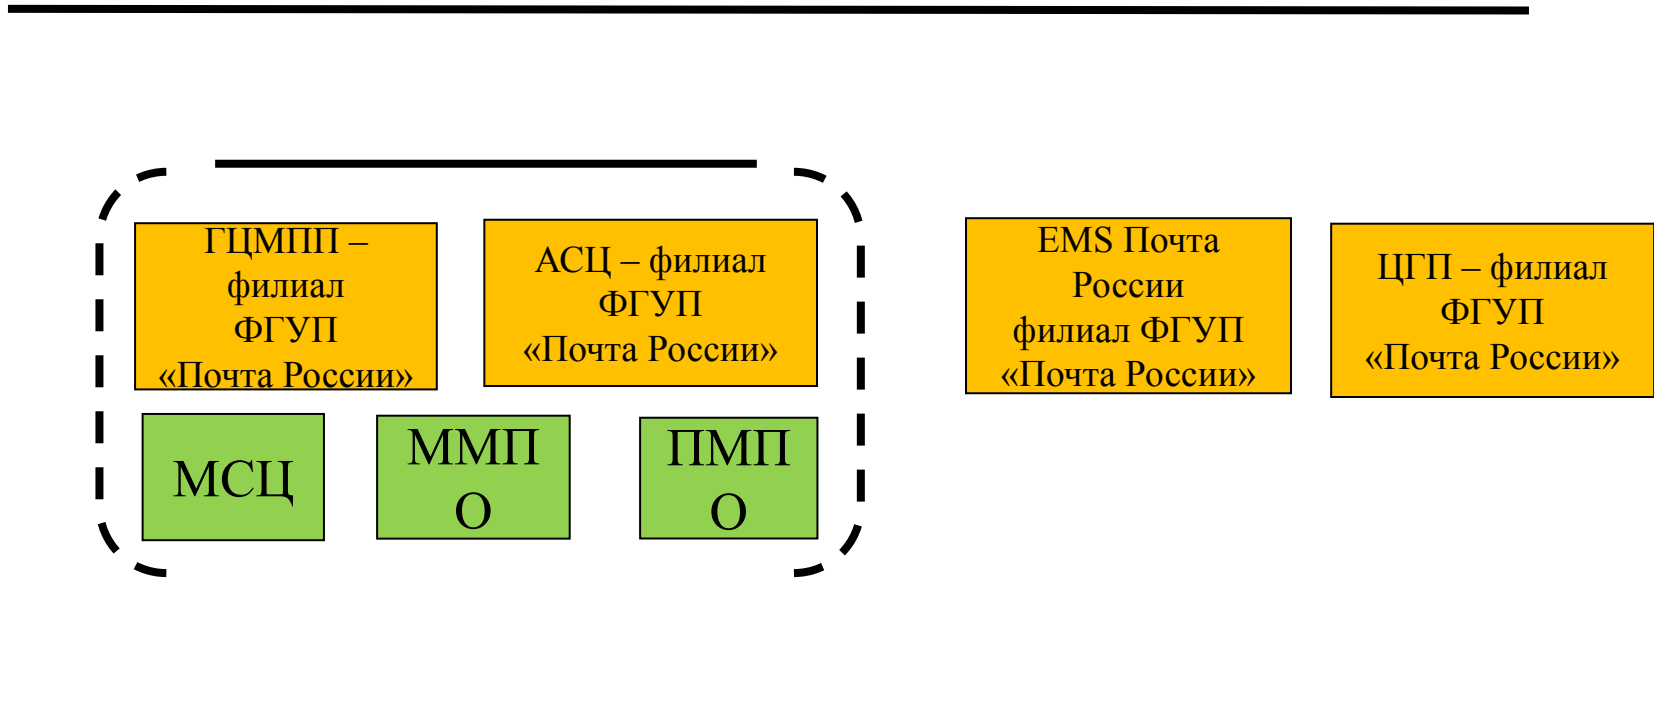 ГЦМПП –
филиал
ФГУП
«Почта России»
АСЦ – филиал
ФГУП
«Почта России»
EMS Почта
России
филиал ФГУП
«Почта России»
ЦГП – филиал
ФГУП
«Почта России»
МСЦ
ММП
О
ПМП
О